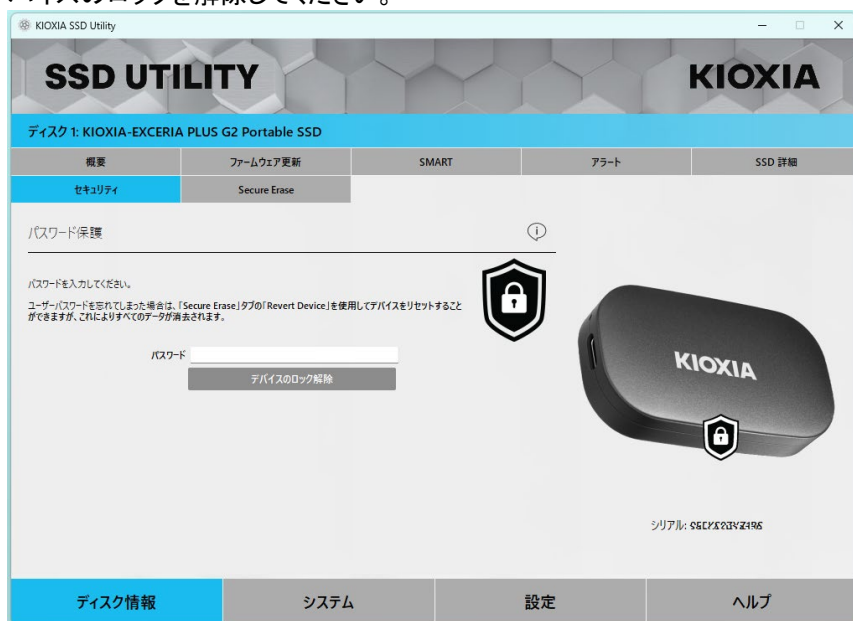 バイスのロックを解除してください。
KIOXIA SSD Utility
SSD UTILITY
KIOXIA
ディスク 1: KIOXIA-EXCERIA PLUS G2 Portable SSD
概要 ファームウェア更新 SMART アラート SSD 詳細
セキュリティ Secure Erase
パスワード保護
パスワードを入力してください。
ユーザーパスワードを忘れてしまった場合は、「Secure Erase」タブの「Revert Device」を使用してデバイスをリセットすること
ができますが、これによりすべてのデータが消去されます。
パスワード
デバイスのロック解除
KIOXIA
シリアル:
ディスク情報 システム 設定 ヘルプ